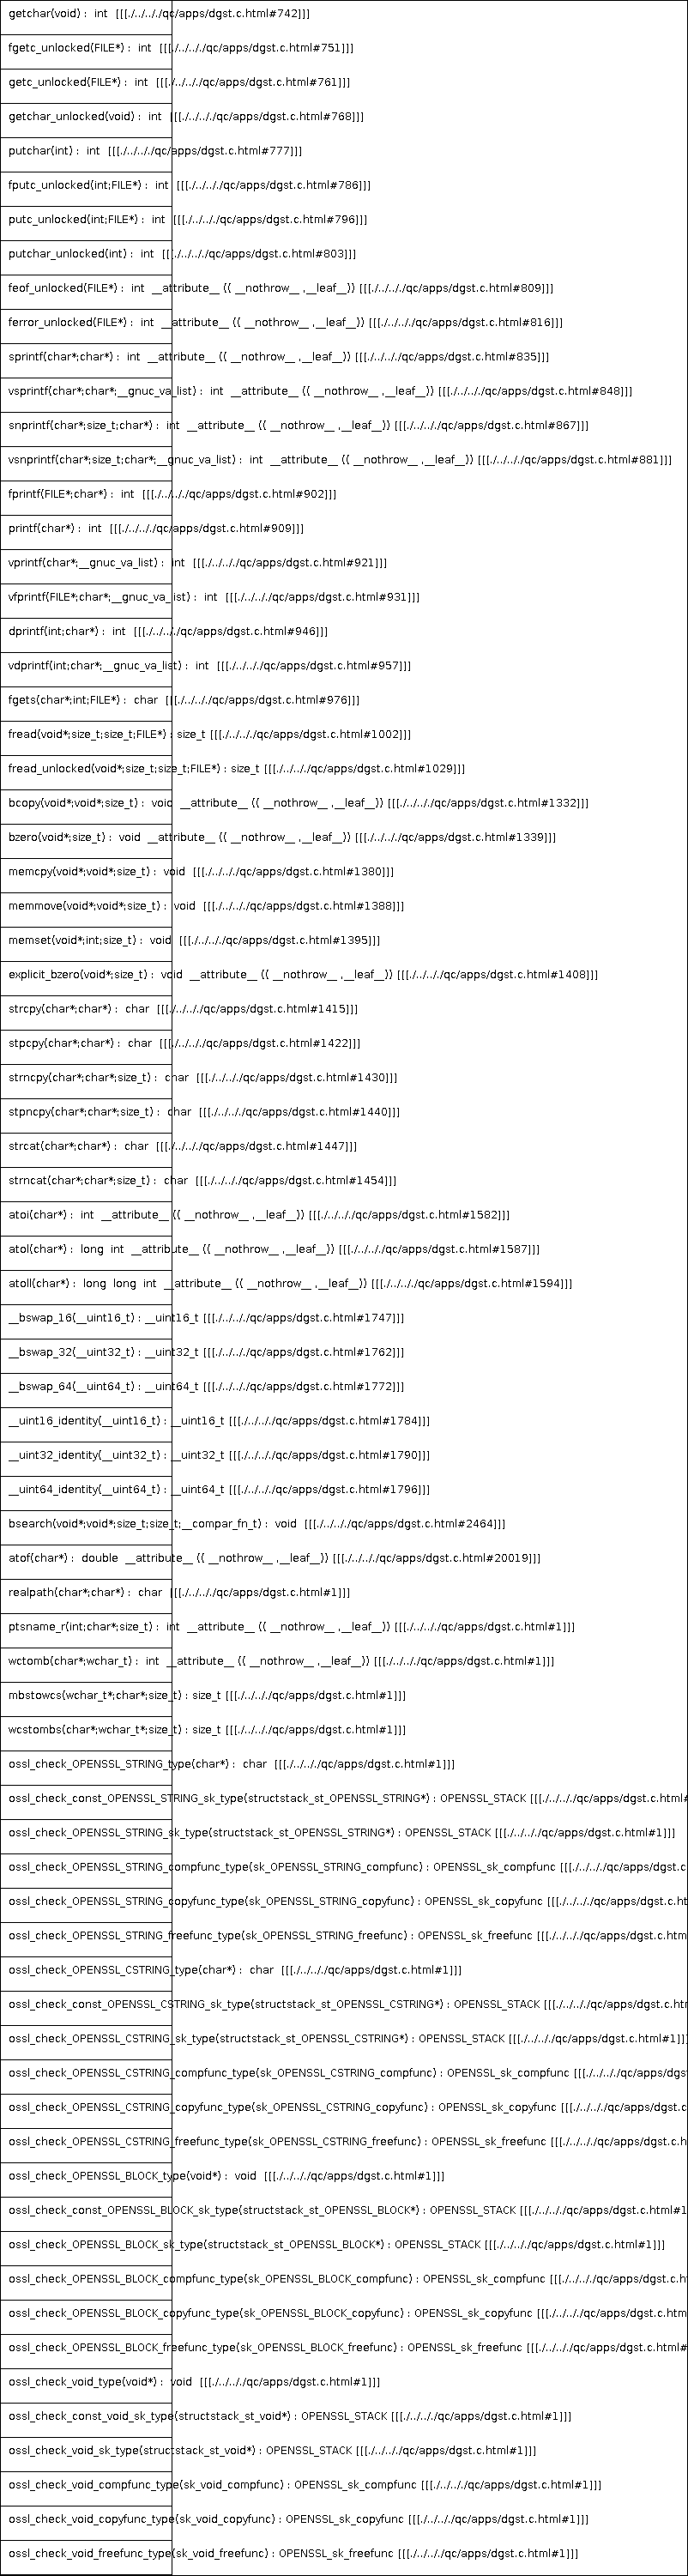 getchar(void) : int [[[./../.././qc/apps/dgst.c.html#742]]]
fgetc_unlocked(FILE*) : int [[[./../.././qc/apps/dgst.c.html#751]]]
getc_unlocked(FILE*) : int [[[./../.././qc/apps/dgst.c.html#761]]]
getchar_unlocked(void) : int [[[./../.././qc/apps/dgst.c.html#768]]]
putchar(int) : int [[[./../.././qc/apps/dgst.c.html#777]]]
fputc_unlocked(int;FILE*) : int [[[./../.././qc/apps/dgst.c.html#786]]]
putc_unlocked(int;FILE*) : int [[[./../.././qc/apps/dgst.c.html#796]]]
putchar_unlocked(int) : int [[[./../.././qc/apps/dgst.c.html#803]]]
feof_unlocked(FILE*) : int __attribute__ (( __nothrow__ ,__leaf__)) [[[./../.././qc/apps/dgst.c.html#809]]]
ferror_unlocked(FILE*) : int __attribute__ (( __nothrow__ ,__leaf__)) [[[./../.././qc/apps/dgst.c.html#816]]]
sprintf(char*;char*) : int __attribute__ (( __nothrow__ ,__leaf__)) [[[./../.././qc/apps/dgst.c.html#835]]]
vsprintf(char*;char*;__gnuc_va_list) : int __attribute__ (( __nothrow__ ,__leaf__)) [[[./../.././qc/apps/dgst.c.html#848]]]
snprintf(char*;size_t;char*) : int __attribute__ (( __nothrow__ ,__leaf__)) [[[./../.././qc/apps/dgst.c.html#867]]]
vsnprintf(char*;size_t;char*;__gnuc_va_list) : int __attribute__ (( __nothrow__ ,__leaf__)) [[[./../.././qc/apps/dgst.c.html#881]]]
fprintf(FILE*;char*) : int [[[./../.././qc/apps/dgst.c.html#902]]]
printf(char*) : int [[[./../.././qc/apps/dgst.c.html#909]]]
vprintf(char*;__gnuc_va_list) : int [[[./../.././qc/apps/dgst.c.html#921]]]
vfprintf(FILE*;char*;__gnuc_va_list) : int [[[./../.././qc/apps/dgst.c.html#931]]]
dprintf(int;char*) : int [[[./../.././qc/apps/dgst.c.html#946]]]
vdprintf(int;char*;__gnuc_va_list) : int [[[./../.././qc/apps/dgst.c.html#957]]]
fgets(char*;int;FILE*) : char [[[./../.././qc/apps/dgst.c.html#976]]]
fread(void*;size_t;size_t;FILE*) : size_t [[[./../.././qc/apps/dgst.c.html#1002]]]
fread_unlocked(void*;size_t;size_t;FILE*) : size_t [[[./../.././qc/apps/dgst.c.html#1029]]]
bcopy(void*;void*;size_t) : void __attribute__ (( __nothrow__ ,__leaf__)) [[[./../.././qc/apps/dgst.c.html#1332]]]
bzero(void*;size_t) : void __attribute__ (( __nothrow__ ,__leaf__)) [[[./../.././qc/apps/dgst.c.html#1339]]]
memcpy(void*;void*;size_t) : void [[[./../.././qc/apps/dgst.c.html#1380]]]
memmove(void*;void*;size_t) : void [[[./../.././qc/apps/dgst.c.html#1388]]]
memset(void*;int;size_t) : void [[[./../.././qc/apps/dgst.c.html#1395]]]
explicit_bzero(void*;size_t) : void __attribute__ (( __nothrow__ ,__leaf__)) [[[./../.././qc/apps/dgst.c.html#1408]]]
strcpy(char*;char*) : char [[[./../.././qc/apps/dgst.c.html#1415]]]
stpcpy(char*;char*) : char [[[./../.././qc/apps/dgst.c.html#1422]]]
strncpy(char*;char*;size_t) : char [[[./../.././qc/apps/dgst.c.html#1430]]]
stpncpy(char*;char*;size_t) : char [[[./../.././qc/apps/dgst.c.html#1440]]]
strcat(char*;char*) : char [[[./../.././qc/apps/dgst.c.html#1447]]]
strncat(char*;char*;size_t) : char [[[./../.././qc/apps/dgst.c.html#1454]]]
atoi(char*) : int __attribute__ (( __nothrow__ ,__leaf__)) [[[./../.././qc/apps/dgst.c.html#1582]]]
atol(char*) : long int __attribute__ (( __nothrow__ ,__leaf__)) [[[./../.././qc/apps/dgst.c.html#1587]]]
atoll(char*) : long long int __attribute__ (( __nothrow__ ,__leaf__)) [[[./../.././qc/apps/dgst.c.html#1594]]]
__bswap_16(__uint16_t) : __uint16_t [[[./../.././qc/apps/dgst.c.html#1747]]]
__bswap_32(__uint32_t) : __uint32_t [[[./../.././qc/apps/dgst.c.html#1762]]]
__bswap_64(__uint64_t) : __uint64_t [[[./../.././qc/apps/dgst.c.html#1772]]]
__uint16_identity(__uint16_t) : __uint16_t [[[./../.././qc/apps/dgst.c.html#1784]]]
__uint32_identity(__uint32_t) : __uint32_t [[[./../.././qc/apps/dgst.c.html#1790]]]
__uint64_identity(__uint64_t) : __uint64_t [[[./../.././qc/apps/dgst.c.html#1796]]]
bsearch(void*;void*;size_t;size_t;__compar_fn_t) : void [[[./../.././qc/apps/dgst.c.html#2464]]]
atof(char*) : double __attribute__ (( __nothrow__ ,__leaf__)) [[[./../.././qc/apps/dgst.c.html#20019]]]
realpath(char*;char*) : char [[[./../.././qc/apps/dgst.c.html#1]]]
ptsname_r(int;char*;size_t) : int __attribute__ (( __nothrow__ ,__leaf__)) [[[./../.././qc/apps/dgst.c.html#1]]]
wctomb(char*;wchar_t) : int __attribute__ (( __nothrow__ ,__leaf__)) [[[./../.././qc/apps/dgst.c.html#1]]]
mbstowcs(wchar_t*;char*;size_t) : size_t [[[./../.././qc/apps/dgst.c.html#1]]]
wcstombs(char*;wchar_t*;size_t) : size_t [[[./../.././qc/apps/dgst.c.html#1]]]
ossl_check_OPENSSL_STRING_type(char*) : char [[[./../.././qc/apps/dgst.c.html#1]]]
ossl_check_const_OPENSSL_STRING_sk_type(structstack_st_OPENSSL_STRING*) : OPENSSL_STACK [[[./../.././qc/apps/dgst.c.html#
ossl_check_OPENSSL_STRING_sk_type(structstack_st_OPENSSL_STRING*) : OPENSSL_STACK [[[./../.././qc/apps/dgst.c.html#1]]]
ossl_check_OPENSSL_STRING_compfunc_type(sk_OPENSSL_STRING_compfunc) : OPENSSL_sk_compfunc [[[./../.././qc/apps/dgst.c
ossl_check_OPENSSL_STRING_copyfunc_type(sk_OPENSSL_STRING_copyfunc) : OPENSSL_sk_copyfunc [[[./../.././qc/apps/dgst.c.ht
ossl_check_OPENSSL_STRING_freefunc_type(sk_OPENSSL_STRING_freefunc) : OPENSSL_sk_freefunc [[[./../.././qc/apps/dgst.c.htm
ossl_check_OPENSSL_CSTRING_type(char*) : char [[[./../.././qc/apps/dgst.c.html#1]]]
ossl_check_const_OPENSSL_CSTRING_sk_type(structstack_st_OPENSSL_CSTRING*) : OPENSSL_STACK [[[./../.././qc/apps/dgst.c.htm
ossl_check_OPENSSL_CSTRING_sk_type(structstack_st_OPENSSL_CSTRING*) : OPENSSL_STACK [[[./../.././qc/apps/dgst.c.html#1]]]
ossl_check_OPENSSL_CSTRING_compfunc_type(sk_OPENSSL_CSTRING_compfunc) : OPENSSL_sk_compfunc [[[./../.././qc/apps/dgst
ossl_check_OPENSSL_CSTRING_copyfunc_type(sk_OPENSSL_CSTRING_copyfunc) : OPENSSL_sk_copyfunc [[[./../.././qc/apps/dgst.c
ossl_check_OPENSSL_CSTRING_freefunc_type(sk_OPENSSL_CSTRING_freefunc) : OPENSSL_sk_freefunc [[[./../.././qc/apps/dgst.c.h
ossl_check_OPENSSL_BLOCK_type(void*) : void [[[./../.././qc/apps/dgst.c.html#1]]]
ossl_check_const_OPENSSL_BLOCK_sk_type(structstack_st_OPENSSL_BLOCK*) : OPENSSL_STACK [[[./../.././qc/apps/dgst.c.html#1
ossl_check_OPENSSL_BLOCK_sk_type(structstack_st_OPENSSL_BLOCK*) : OPENSSL_STACK [[[./../.././qc/apps/dgst.c.html#1]]]
ossl_check_OPENSSL_BLOCK_compfunc_type(sk_OPENSSL_BLOCK_compfunc) : OPENSSL_sk_compfunc [[[./../.././qc/apps/dgst.c.ht
ossl_check_OPENSSL_BLOCK_copyfunc_type(sk_OPENSSL_BLOCK_copyfunc) : OPENSSL_sk_copyfunc [[[./../.././qc/apps/dgst.c.htm
ossl_check_OPENSSL_BLOCK_freefunc_type(sk_OPENSSL_BLOCK_freefunc) : OPENSSL_sk_freefunc [[[./../.././qc/apps/dgst.c.html#
ossl_check_void_type(void*) : void [[[./../.././qc/apps/dgst.c.html#1]]]
ossl_check_const_void_sk_type(structstack_st_void*) : OPENSSL_STACK [[[./../.././qc/apps/dgst.c.html#1]]]
ossl_check_void_sk_type(structstack_st_void*) : OPENSSL_STACK [[[./../.././qc/apps/dgst.c.html#1]]]
ossl_check_void_compfunc_type(sk_void_compfunc) : OPENSSL_sk_compfunc [[[./../.././qc/apps/dgst.c.html#1]]]
ossl_check_void_copyfunc_type(sk_void_copyfunc) : OPENSSL_sk_copyfunc [[[./../.././qc/apps/dgst.c.html#1]]]
ossl_check_void_freefunc_type(sk_void_freefunc) : OPENSSL_sk_freefunc [[[./../.././qc/apps/dgst.c.html#1]]]